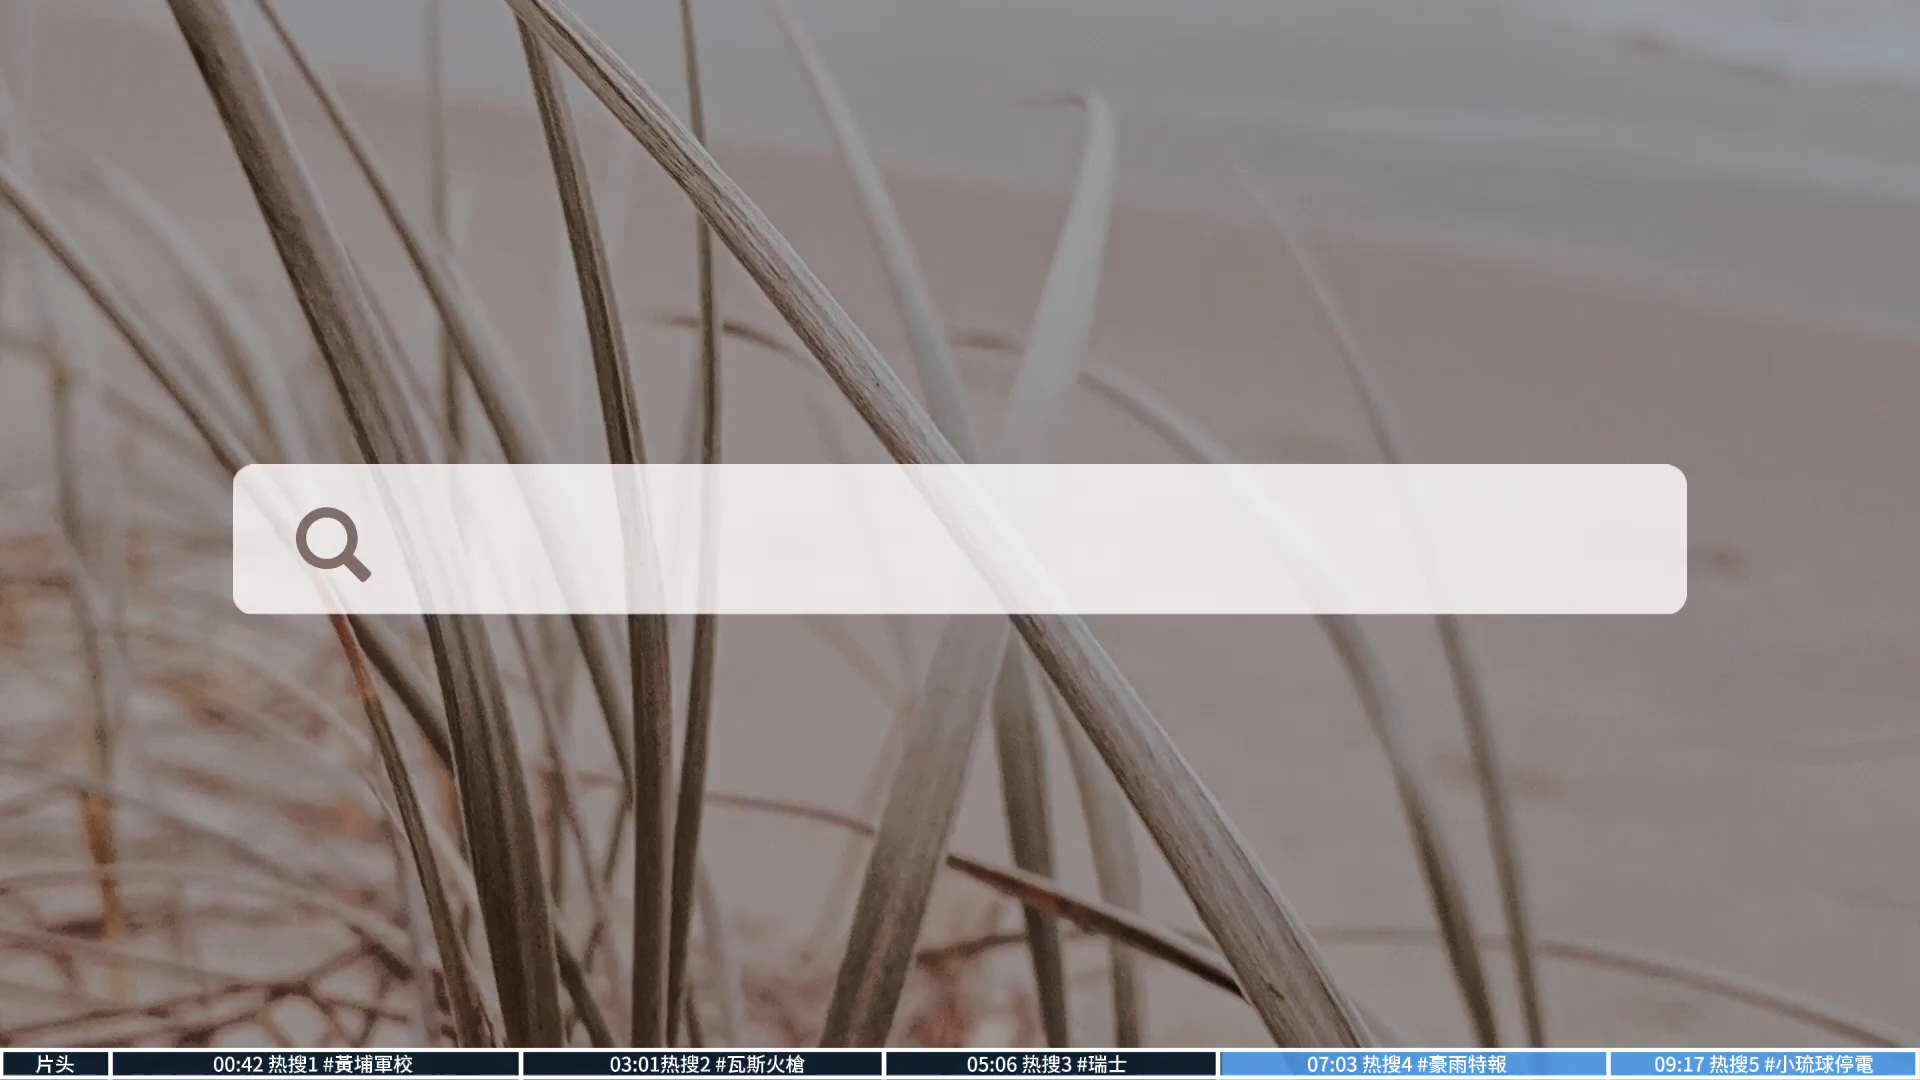 片头
00:42 热搜1 #黃埔軍校
03:01热搜2 #瓦斯火槍
05:06 热搜3 #瑞士
07:03 热搜4 #豪雨特報
09:17 热搜5 #小琉球停電